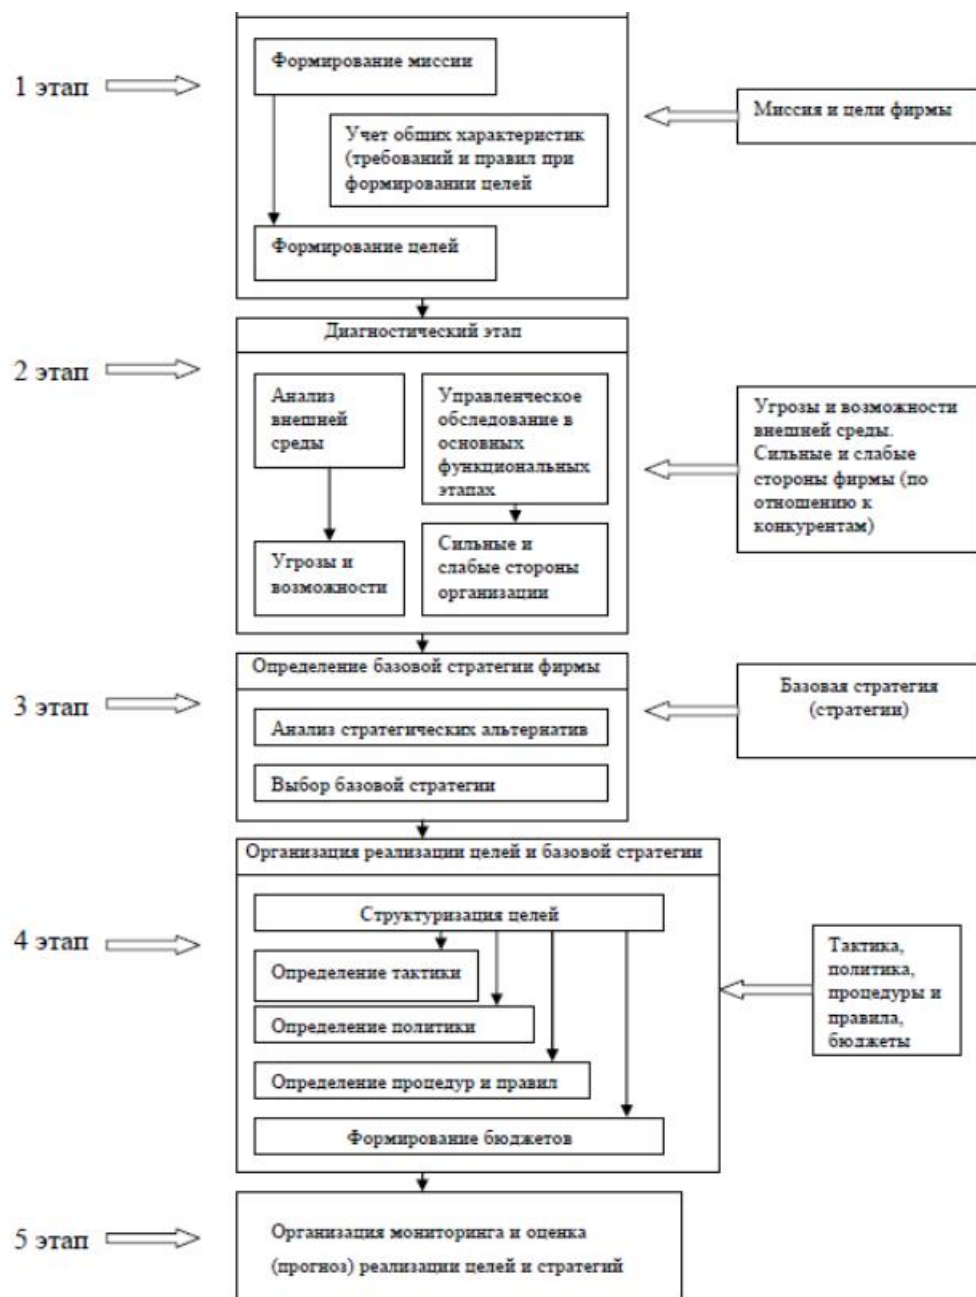 1 этап
Формирование миссии
Учет общих характеристик
(требований и правил при
формировании целей
Формирование целей
Миссия и цели фирмы
2 этап
Диагностический этап
Анализ
внешней
среды
Управленческое
обследование в
основных
функциональных
этапах
Угрозы и
возможности
Сильные и
слабые стороны
организации
Угрозы и возможности
внешней среды.
Сильные и слабые
стороны фирмы (по
отношению к
конкурентам)
3 этап
Определение базовой стратегии фирмы
Анализ стратегических альтернатив
Выбор базовой стратегии
Базовая стратегия
(стратегии)
4 этап
Организация реализации целей и базовой стратегии
Структуризация целей
Определение тактики
Определение политики
Определение процедур и правил
Формирование бюджетов
Тактика,
политика,
процедуры и
правила,
бюджеты
5 этап
Организация мониторинга и оценка
(прогноз) реализации целей и стратегий